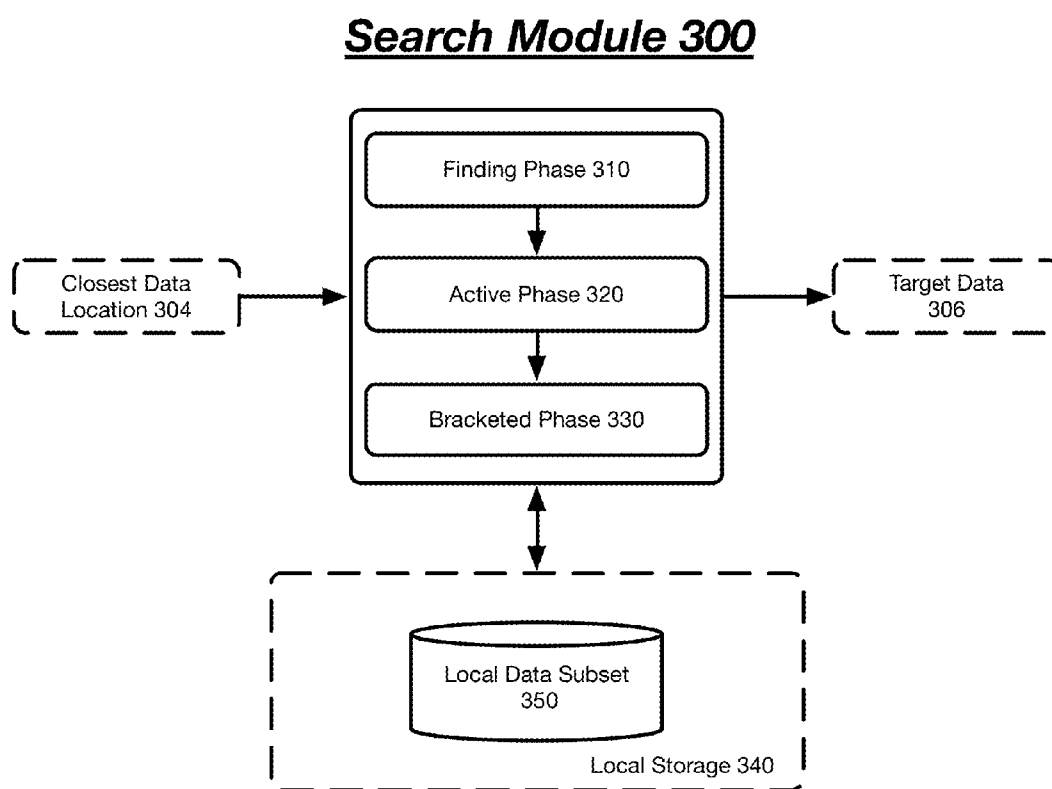 Search Module 300
Finding Phase 310
Closest Data
Location 304
Active Phase 320
Target Data
306
Bracketed Phase 330
Local Data Subset
350
Local Storage 340